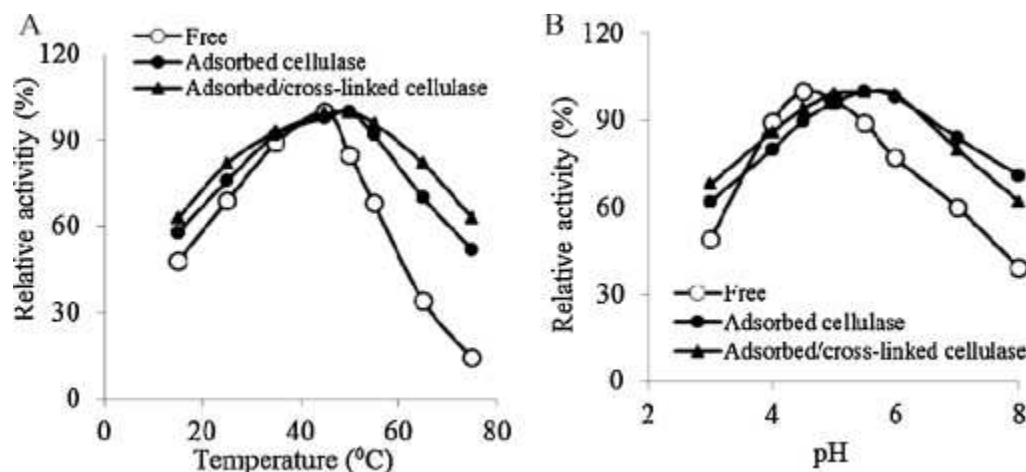 A
Free
Adsorbed cellulase
Adsorbed/cross-linked cellulase
120
90
60
30
0
Relative activitiy (%)
0 20 40 60 80
Temperature (⁰C)
B
120
90
60
30
0
Relative activity (%)
Free
Adsorbed cellulase
Adsorbed/cross-linked cellulase
2 4 6 8
pH